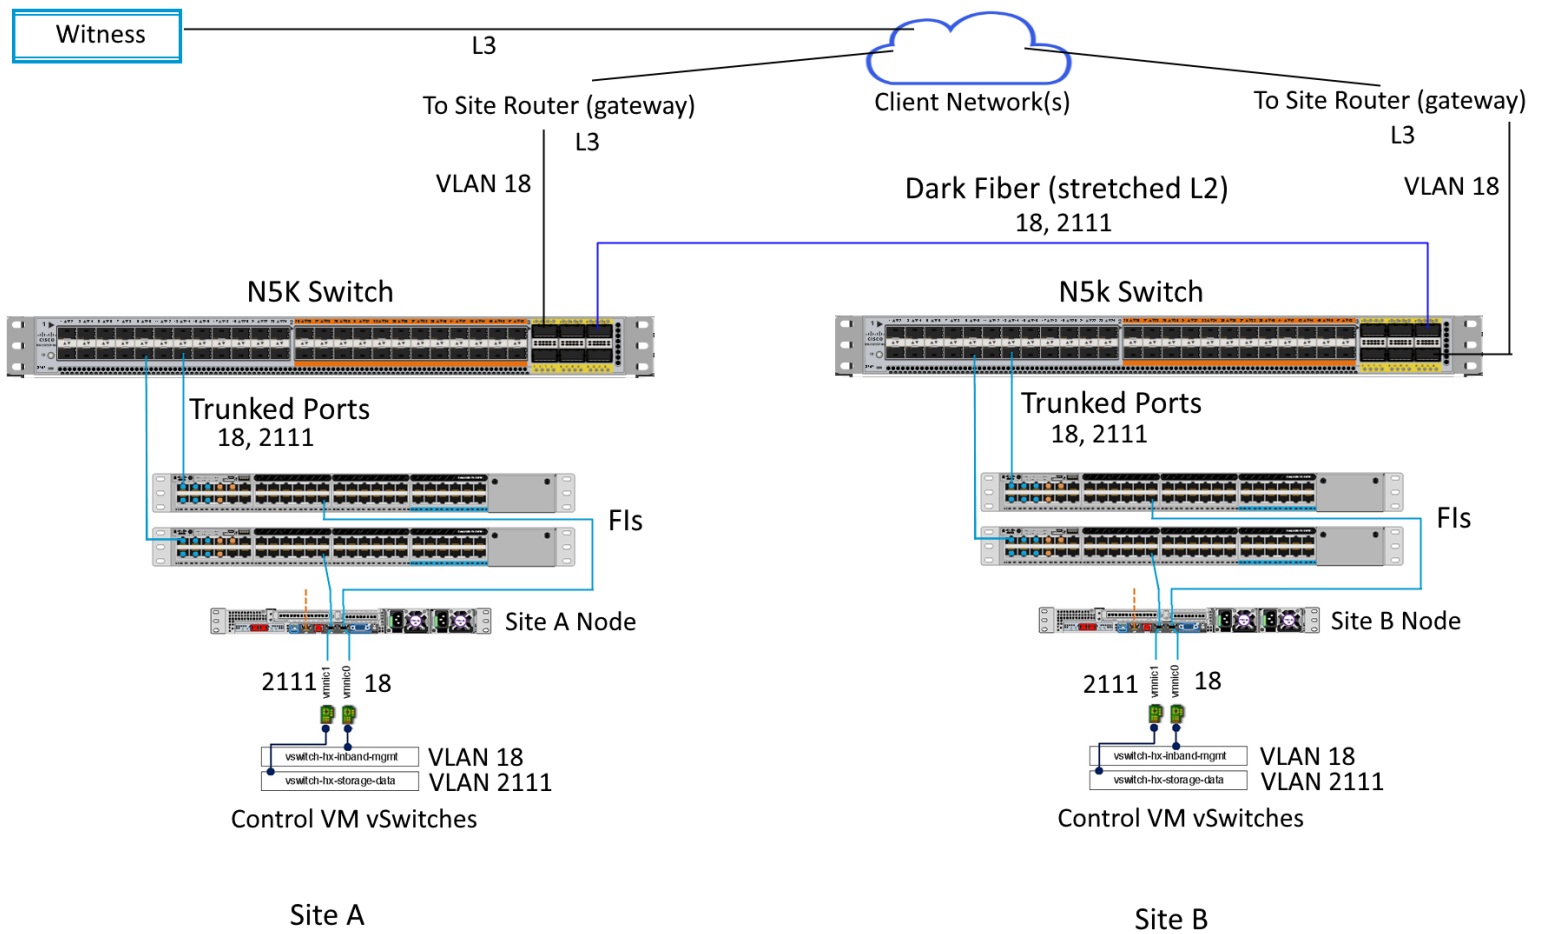 Witness
L3
Client Network(s)
To Site Router (gateway)
L3
VLAN 18
To Site Router (gateway)
L3
VLAN 18
Dark Fiber (stretched L2)
18, 2111
N5K Switch
N5k Switch
CISCO
CISCO
Trunked Ports
18, 2111
Trunked Ports
18, 2111
FIs
FIs
Site A Node
Site B Node
2111
vmnic1
vmnic0
18
2111
vmnic1
vmnic0
18
vswitch-hx-inband-mgmt
VLAN 18
vswitch-hx-storage-data
VLAN 2111
Control VM vSwitches
vswitch-hx-inband-mgmt
VLAN 18
vswitch-hx-storage-data
VLAN 2111
Control VM vSwitches
Site A
Site B